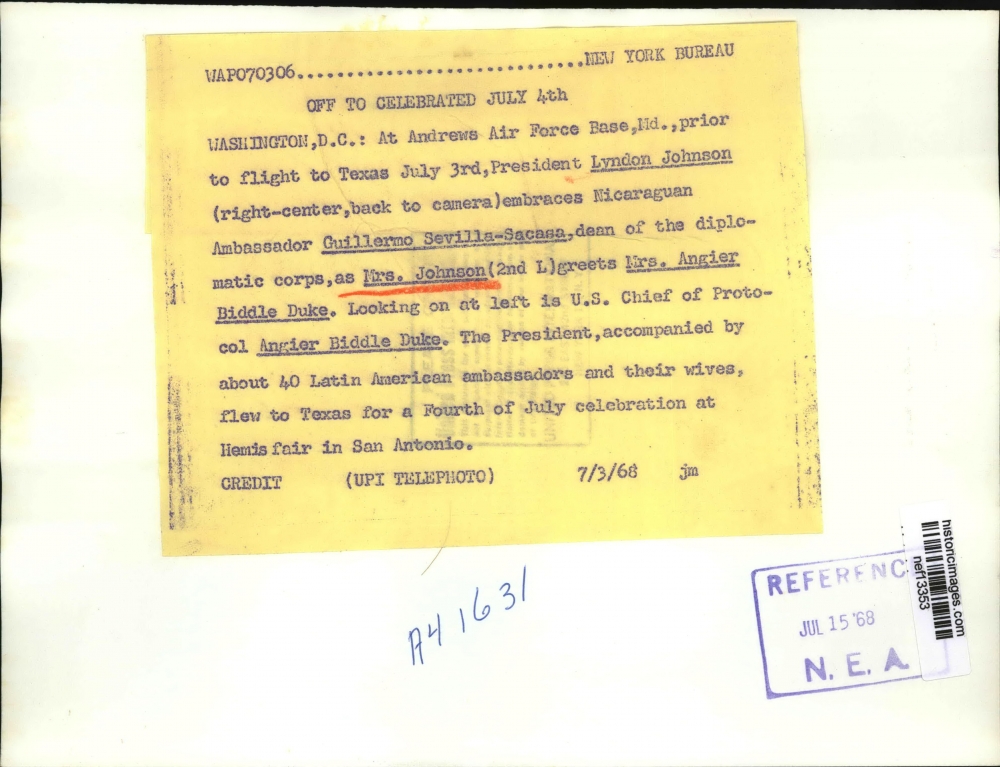 WAP070306..............................NEW YORK BUREAU
OFF TO CELEBRATED JULY 4th
WASHINGTON,D.C.: At Andrews Air Force Base,Md.,prior
to flight to Texas July 3rd,President Lyndon Johnson
(right-center,back to camera)embraces Nicaraguan
Ambassador Guillermo Sevilla-Sacasa,dean of the diplo-
matic corps,as Mrs. Johnson(2nd L)greets Mrs. Angier
Biddle Duke. Looking on at left is U.S. Chief of Proto-
col Angier Biddle Duke. The President,accompanied by
about 40 Latin American ambassadors and their wives,
flew to Texas for a Fourth of July celebration at
Hemisfair in San Antonio.
CREDIT (UPI TELEPHOTO) 7/3/68 jm
A41631
REFERENC
JUL 15 '68
N. E. A.
historicimages.com
nef13353